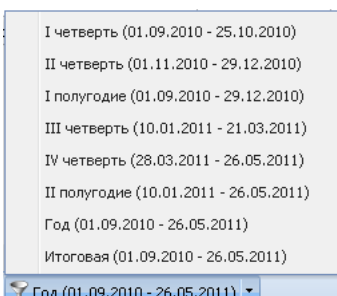 I четверть (01.09.2010 - 25.10.2010)
II четверть (01.11.2010 - 29.12.2010)
I полугодие (01.09.2010 - 29.12.2010)
III четверть (10.01.2011 - 21.03.2011)
IV четверть (28.03.2011 - 26.05.2011)
II полугодие (10.01.2011 - 26.05.2011)
Год (01.09.2010 - 26.05.2011)
Итоговая (01.09.2010 - 26.05.2011)
Год (01.09.2010 - 26.05.2011)